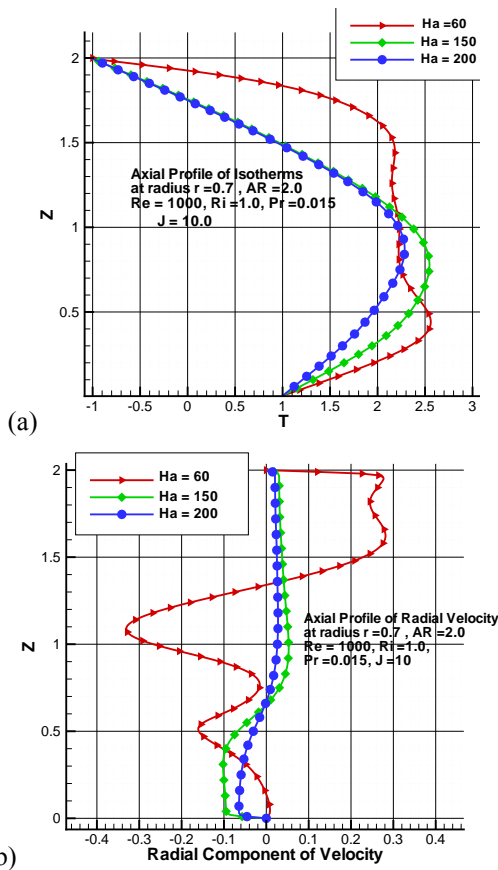 Ha = 60
Ha = 150
Ha = 200
2
1.5
1
0.5
Z
Axial Profile of Isotherms
at radius r =0.7 , AR =2.0
Re = 1000, Ri =1.0, Pr =0.015
J = 10.0
-1
-0.5
0
0.5
1
1.5
2
2.5
3
T
(a)
Ha = 60
Ha = 150
Ha = 200
2
1.5
1
0.5
0
Z
Axial Profile of Radial Velocity
at radius r =0.7 , AR =2.0
Re = 1000, Ri =1.0,
Pr =0.015, J =10
-0.4
-0.3
-0.2
-0.1
0
0.1
0.2
0.3
0.4
Radial Component of Velocity
b)